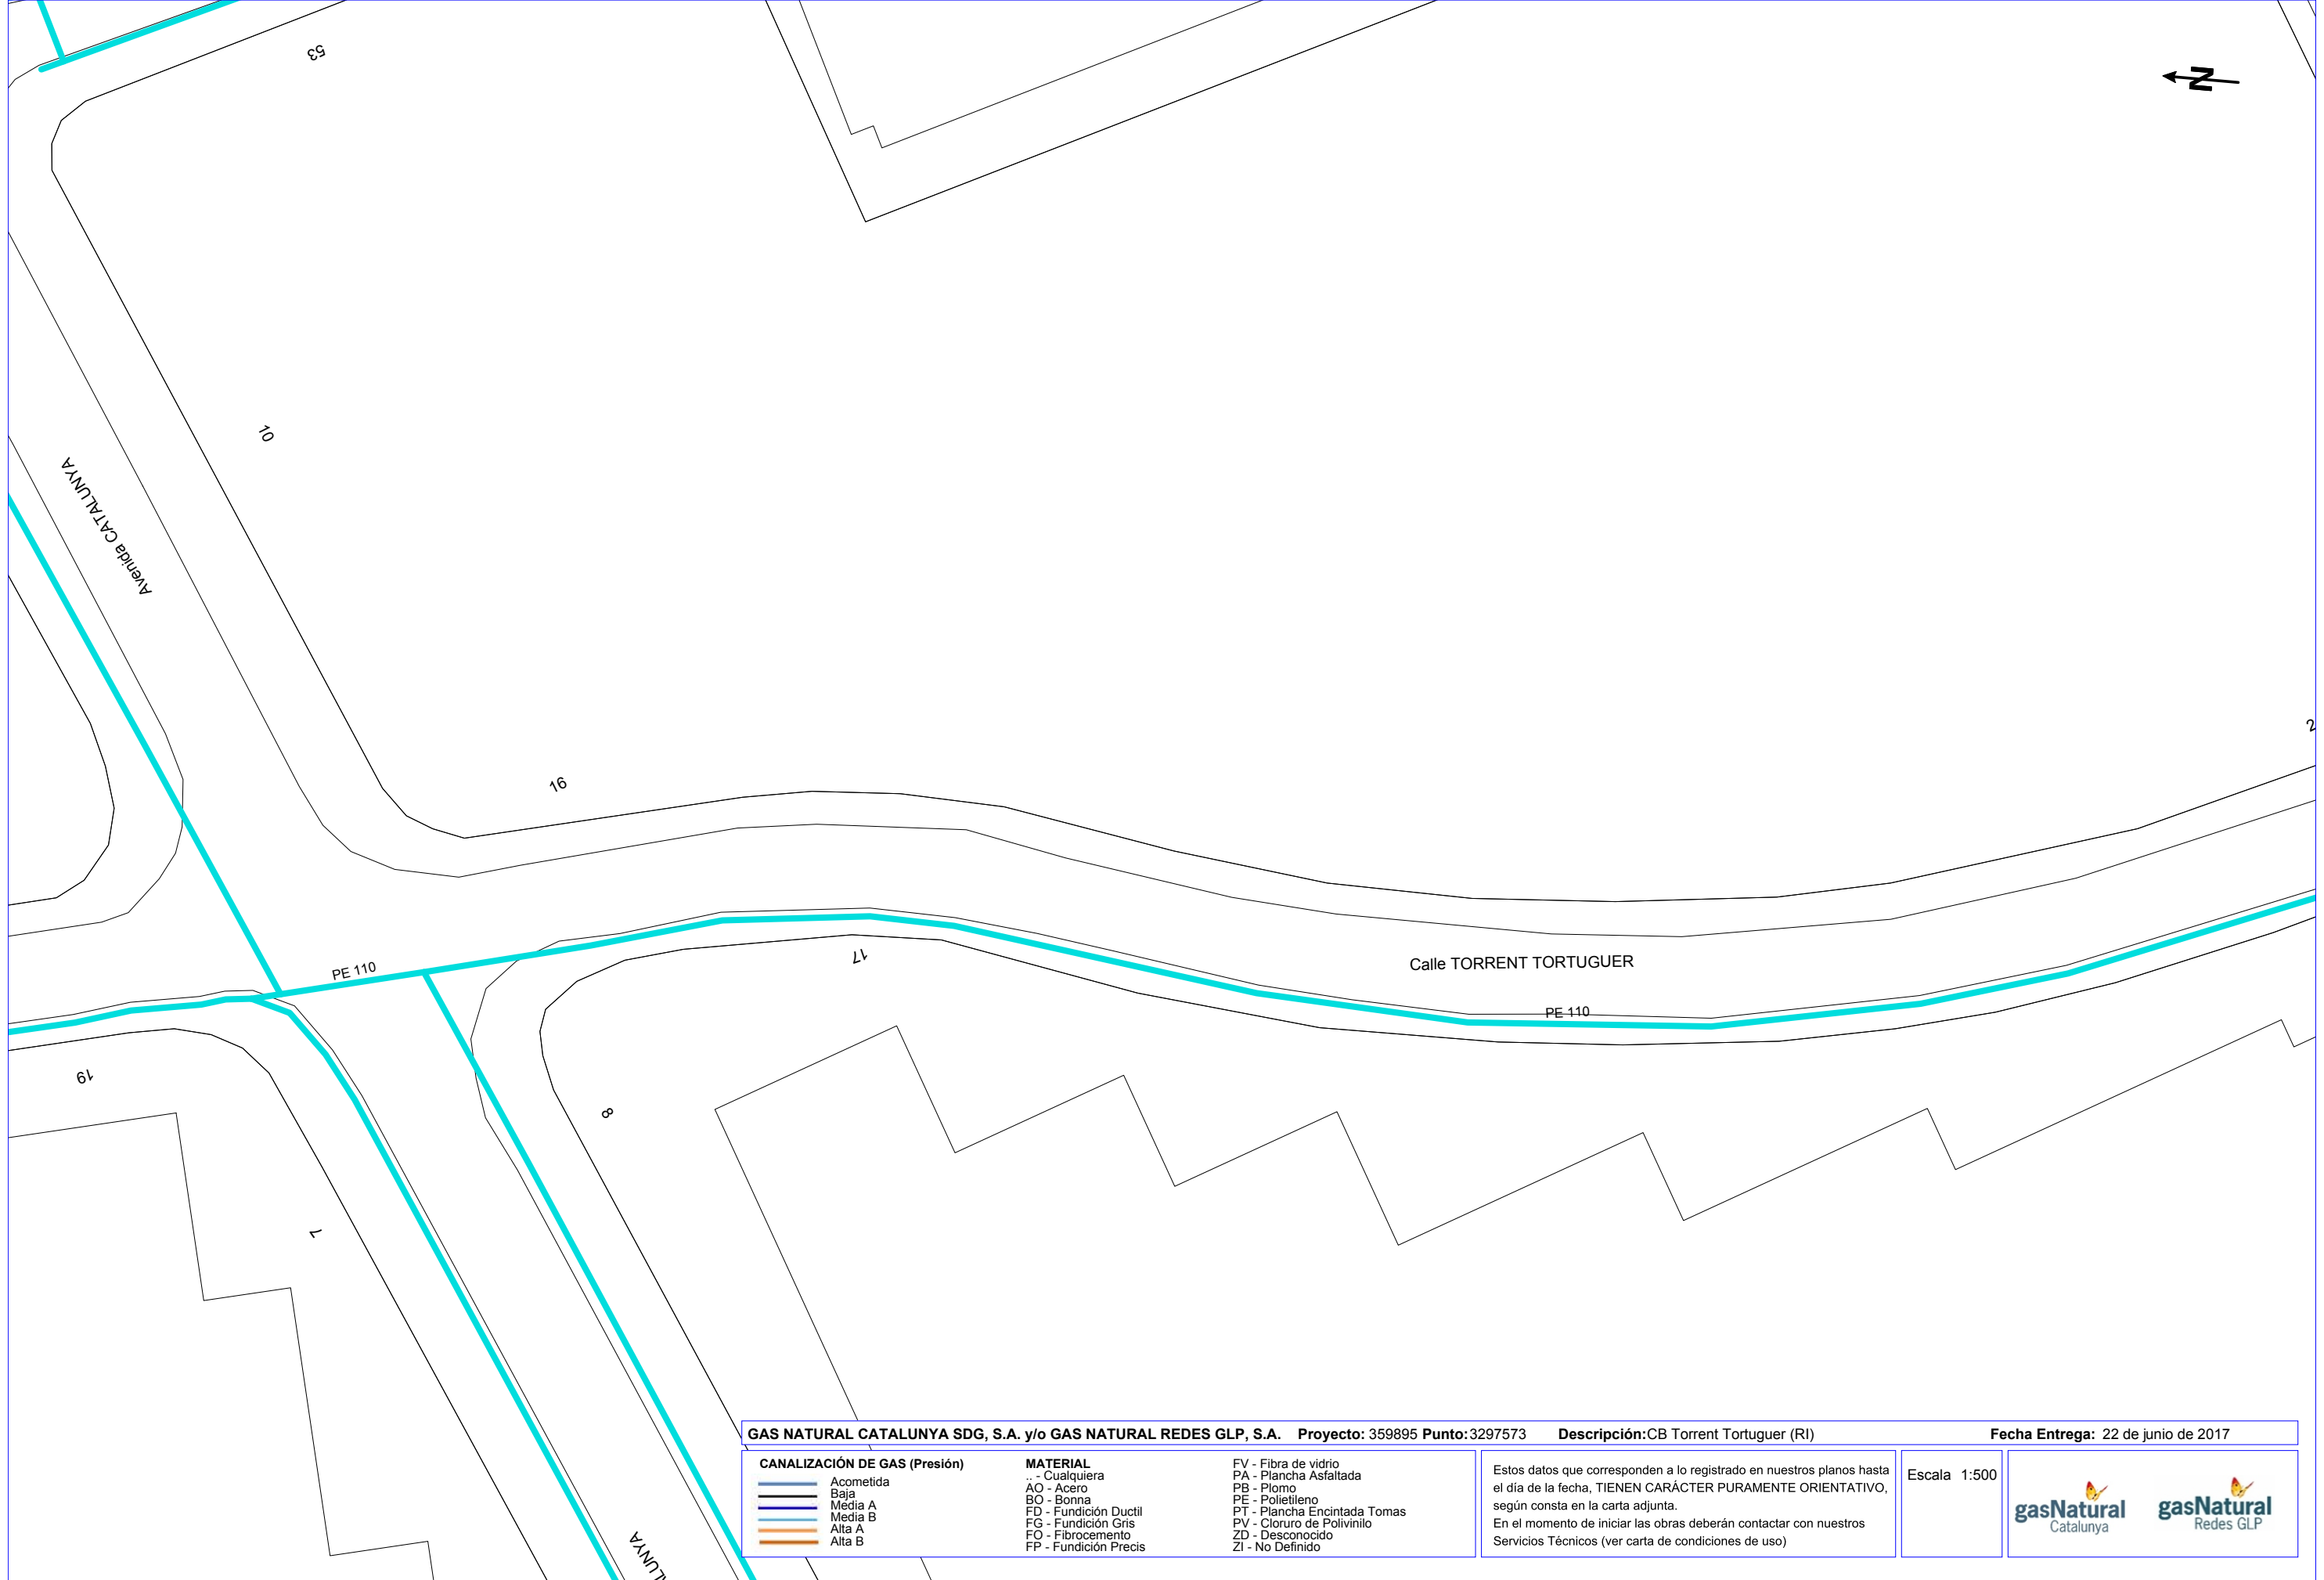 53
N
10
Avenida CATALUNYA
16
17
PE 110
Calle TORRENT TORTUGUER
PE 110
19
8
7
GAS NATURAL CATALUNYA SDG, S.A. y/o GAS NATURAL REDES GLP, S.A. Proyecto: 359895 Punto:3297573 Descripción:CB Torrent Tortuguer (RI) Fecha Entrega: 22 de junio de 2017
CANALIZACIÓN DE GAS (Presión)
Acometida
Baja
Media A
Media B
Alta A
Alta B
MATERIAL
.. - Cualquiera
AO - Acero
BO - Bonna
FD - Fundición Ductil
FG - Fundición Gris
FO - Fibrocemento
FP - Fundición Precis
FV - Fibra de vidrio
PA - Plancha Asfaltada
PB - Plomo
PE - Polietileno
PT - Plancha Encintada Tomas
PV - Cloruro de Polivinilo
ZD - Desconocido
ZI - No Definido
Estos datos que corresponden a lo registrado en nuestros planos hasta
el día de la fecha, TIENEN CARÁCTER PURAMENTE ORIENTATIVO,
según consta en la carta adjunta.
En el momento de iniciar las obras deberán contactar con nuestros
Servicios Técnicos (ver carta de condiciones de uso)
Escala 1:500
gasNatural
Catalunya
gasNatural
Redes GLP